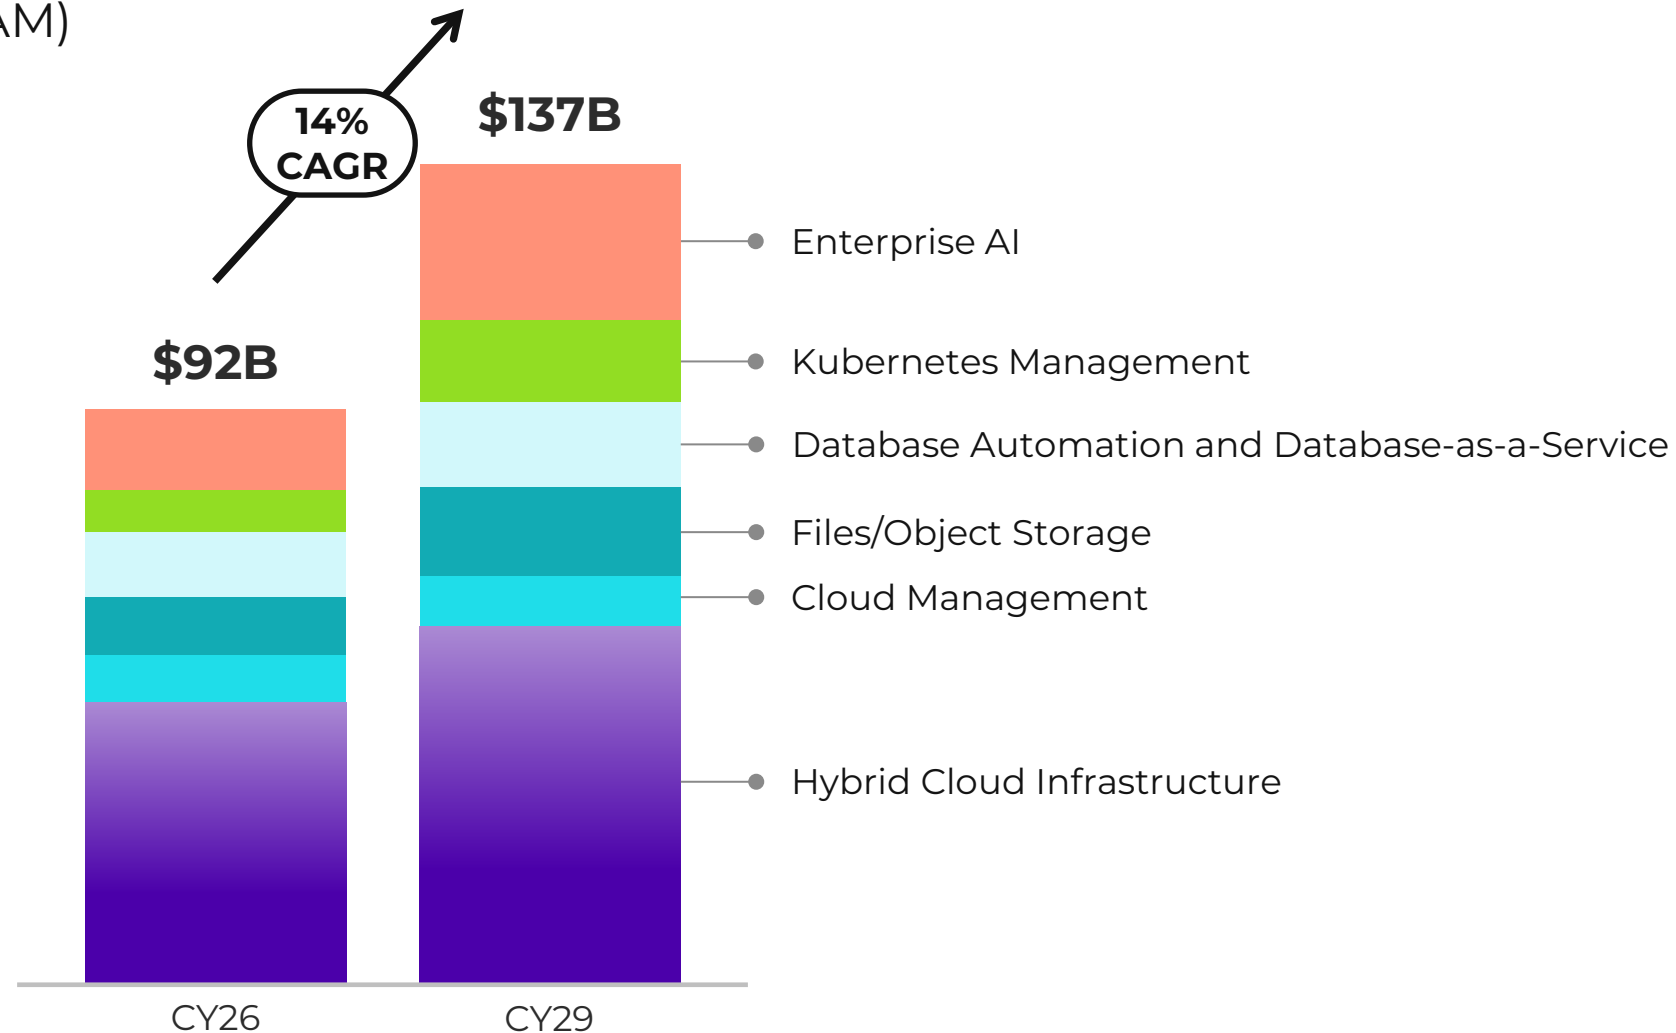 AM)
14%
CAGR
$137B
$92B
Enterprise AI
Kubernetes Management
Database Automation and Database-as-a-Service
Files/Object Storage
Cloud Management
Hybrid Cloud Infrastructure
CY26
CY29